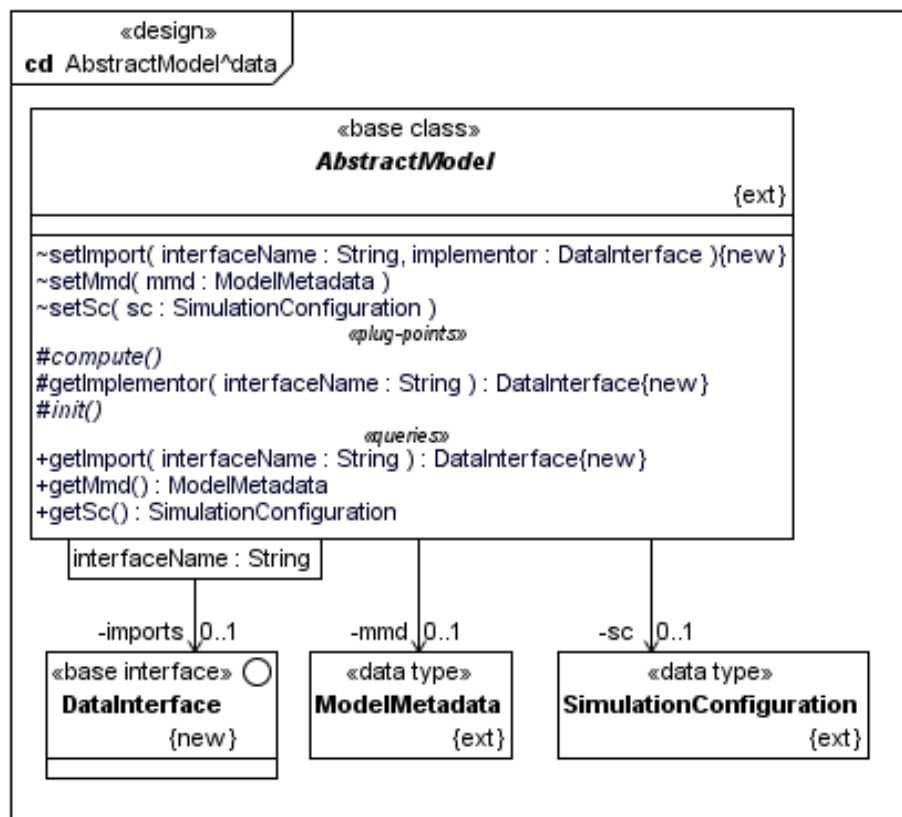 «design»
cd AbstractModel^data
«base class»
AbstractModel
{ext}
~setImport( interfaceName : String, implementor : DataInterface ){new}
~setMmd( mmd : ModelMetadata )
~setSc( sc : SimulationConfiguration )
«plug-points»
#compute()
#getImplementor( interfaceName : String ) : DataInterface{new}
#init()
«queries»
+getImport( interfaceName : String ) : DataInterface{new}
+getMmd() : ModelMetadata
+getSc() : SimulationConfiguration
interfaceName : String
-imports 0..1 -mmd 0..1 -sc 0..1
«base interface»
DataInterface
{new}
«data type»
ModelMetadata
{ext}
«data type»
SimulationConfiguration
{ext}